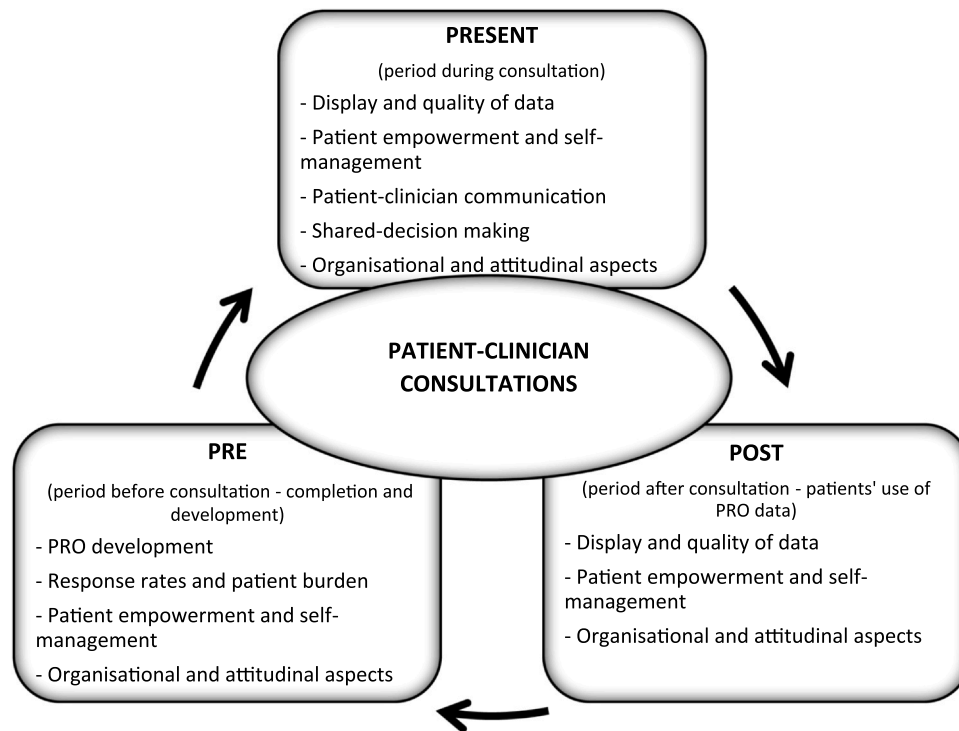 PRESENT
(period during consultation)
- Display and quality of data
- Patient empowerment and self-
management
- Patient-clinician communication
- Shared-decision making
- Organisational and attitudinal aspects
PATIENT-CLINICIAN
CONSULTATIONS
PRE
(period before consultation - completion and
development)
- PRO development
- Response rates and patient burden
- Patient empowerment and self-
management
- Organisational and attitudinal aspects
POST
(period after consultation - patients' use of
PRO data)
- Display and quality of data
- Patient empowerment and self-
management
- Organisational and attitudinal aspects